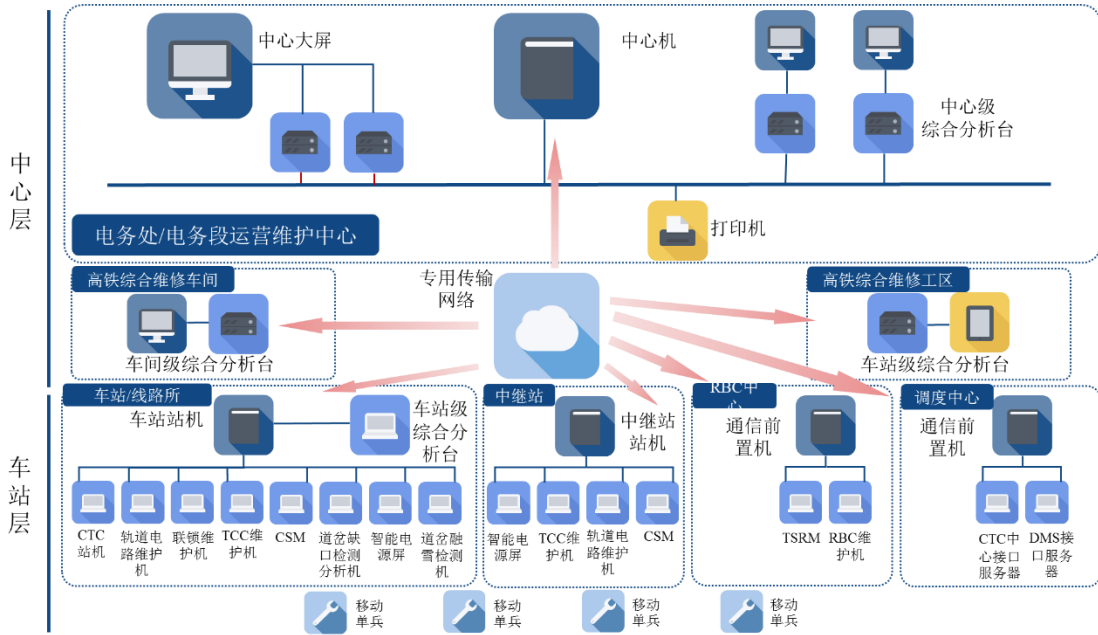 中心层
中心大屏
中心机
中心级
综合分析台
打印机
电务处/电务段运营维护中心
高铁综合维修车间
车间级综合分析台
专用传输
网络
高铁综合维修工区
车站级综合分析台
车站层
车站/线路所
车站站机
车站级
综合分
析台
CTC
站机
轨道电
路维护
机
联锁维
护机
TCC维
护机
CSM
道岔缺
口检测
分析机
智能电
源屏
道岔融
雪检测
机
中继站
中继站
站机
智能电
源屏
TCC维
护机
轨道电
路维护
机
CSM
RBC中
心
通信前
置机
TSRM
RBC维
护机
调度中心
通信前
置机
CTC中
心接口
服务器
DMS接
口服务
器
移动
单兵
移动
单兵
移动
单兵
移动
单兵